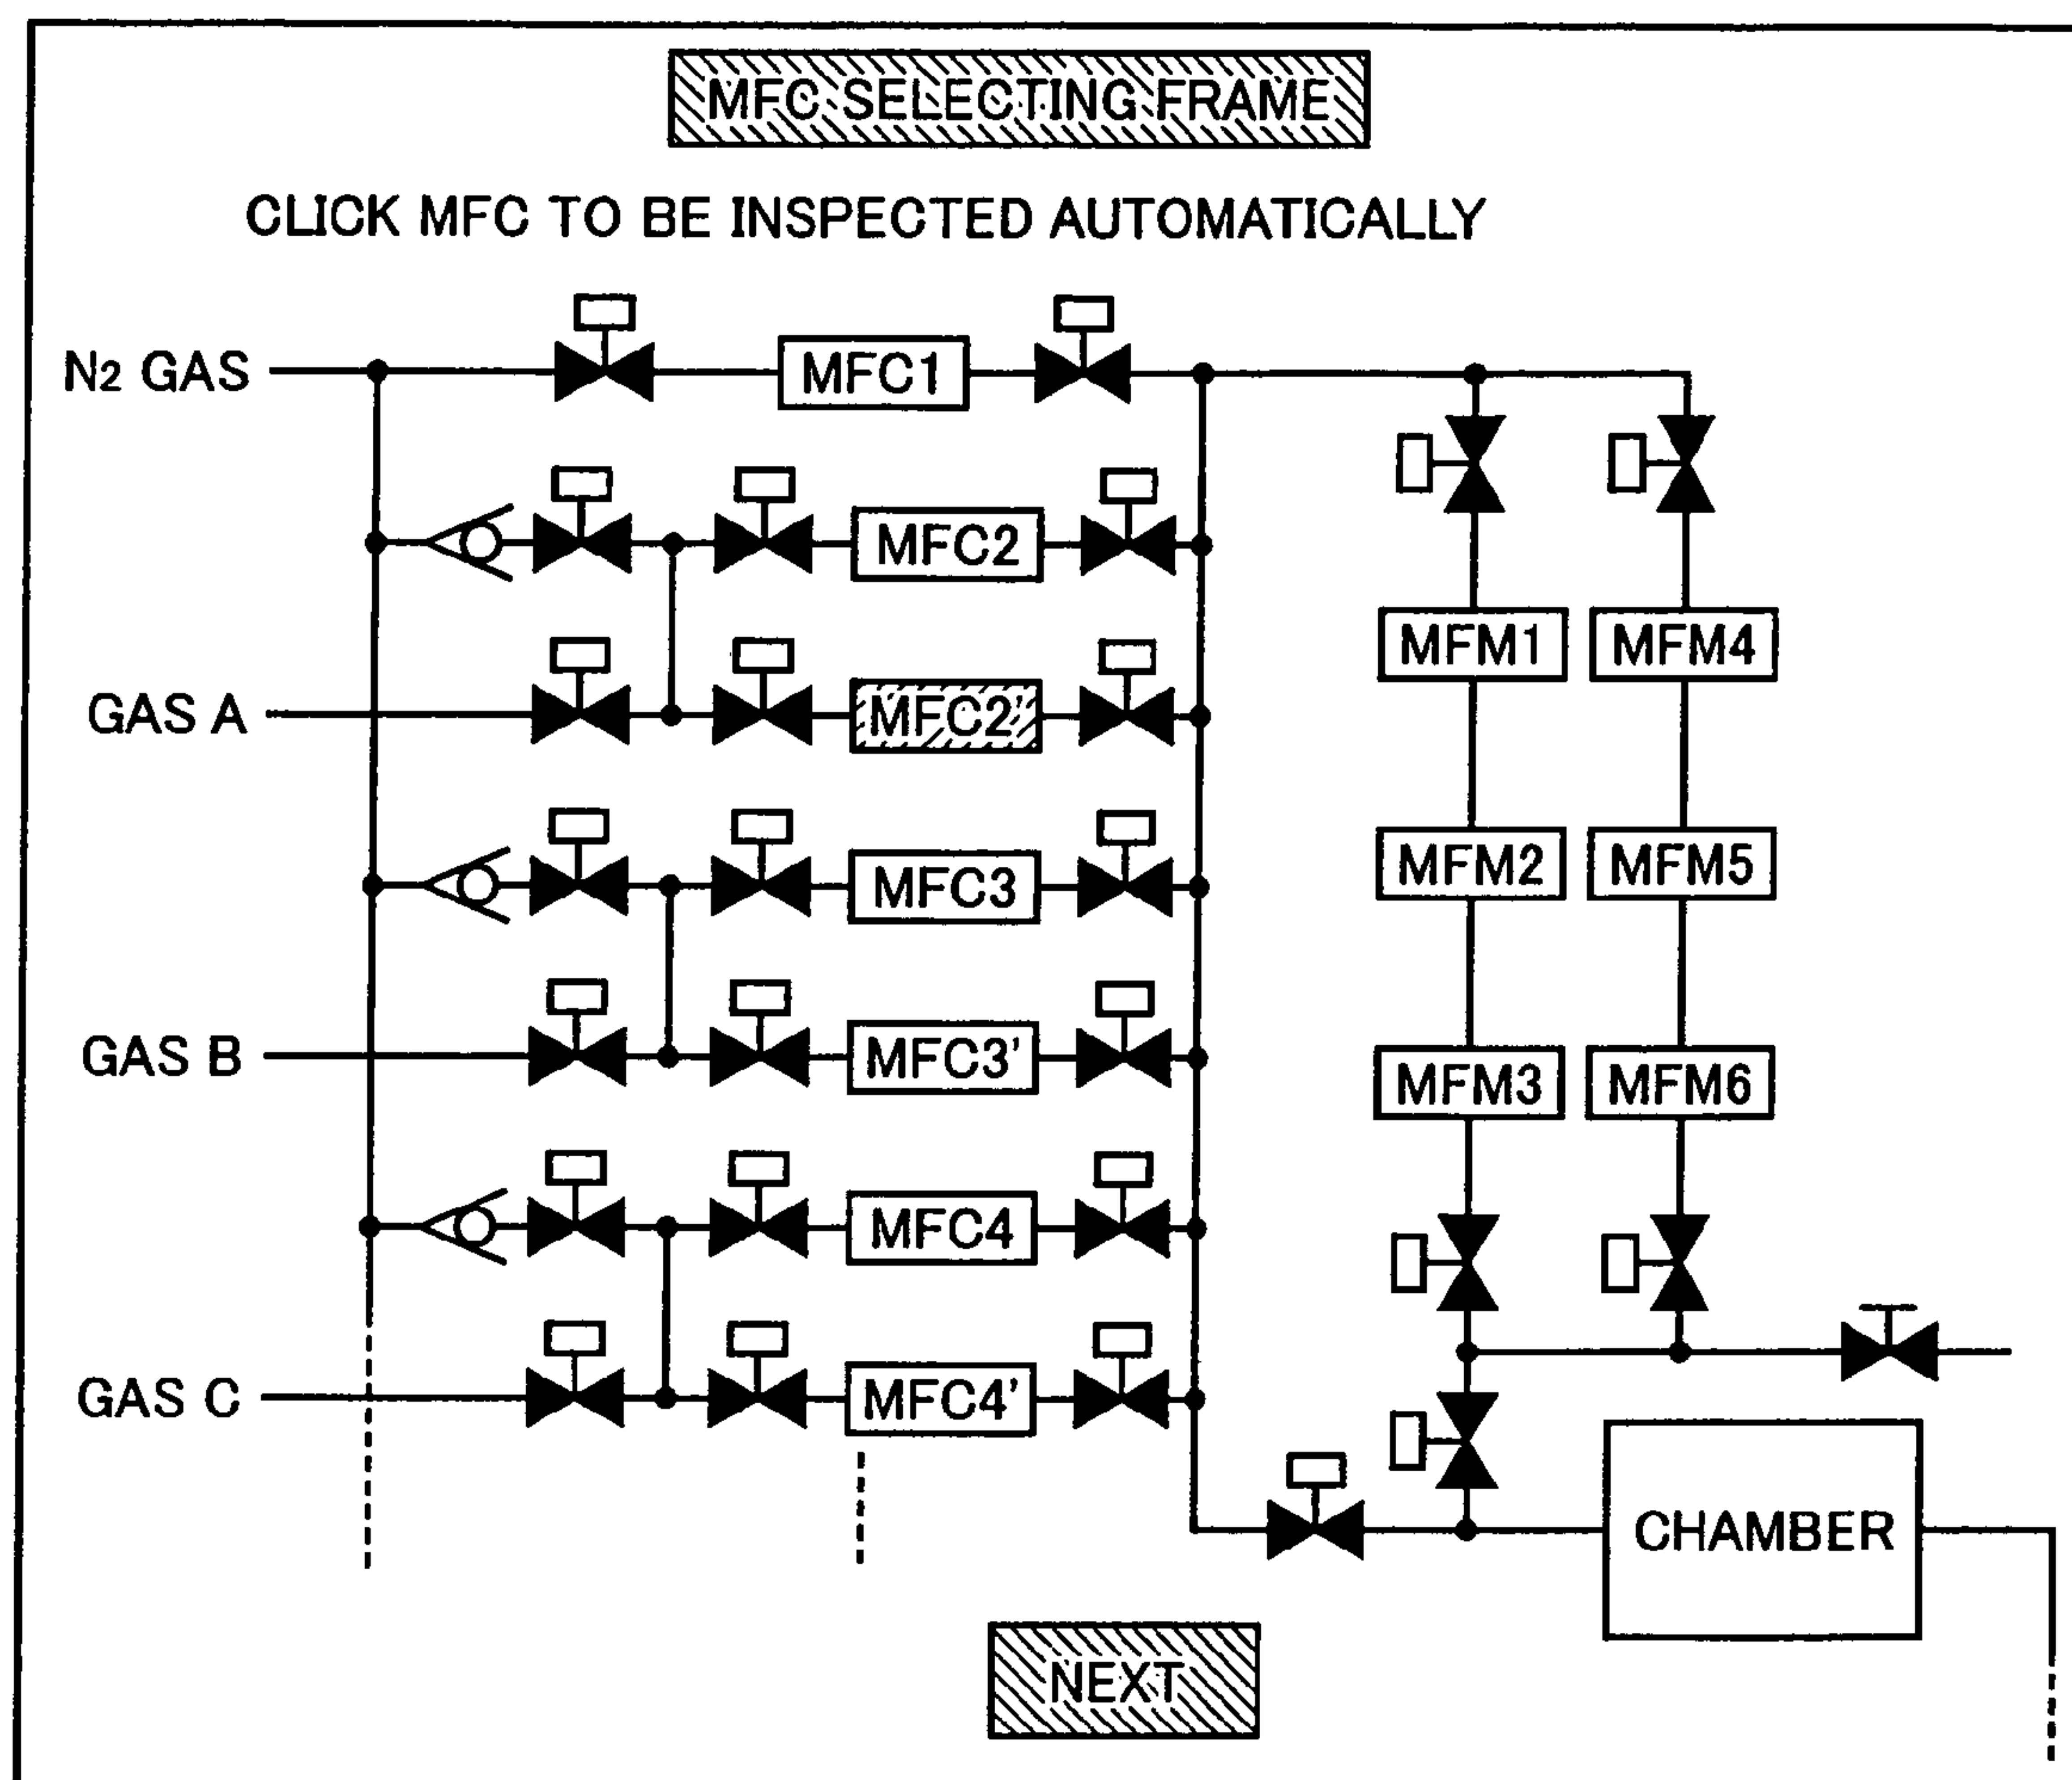 MFC SELECTING FRAME
CLICK MFC TO BE INSPECTED AUTOMATICALLY
N2 GAS
MFC1
MFC2
MFM1
MFM4
GAS A
MFC2'
MFC3
MFM2
MFM5
GAS B
MFC3'
MFM3
MFM6
MFC4
GAS C
MFC4'
CHAMBER
NEXT